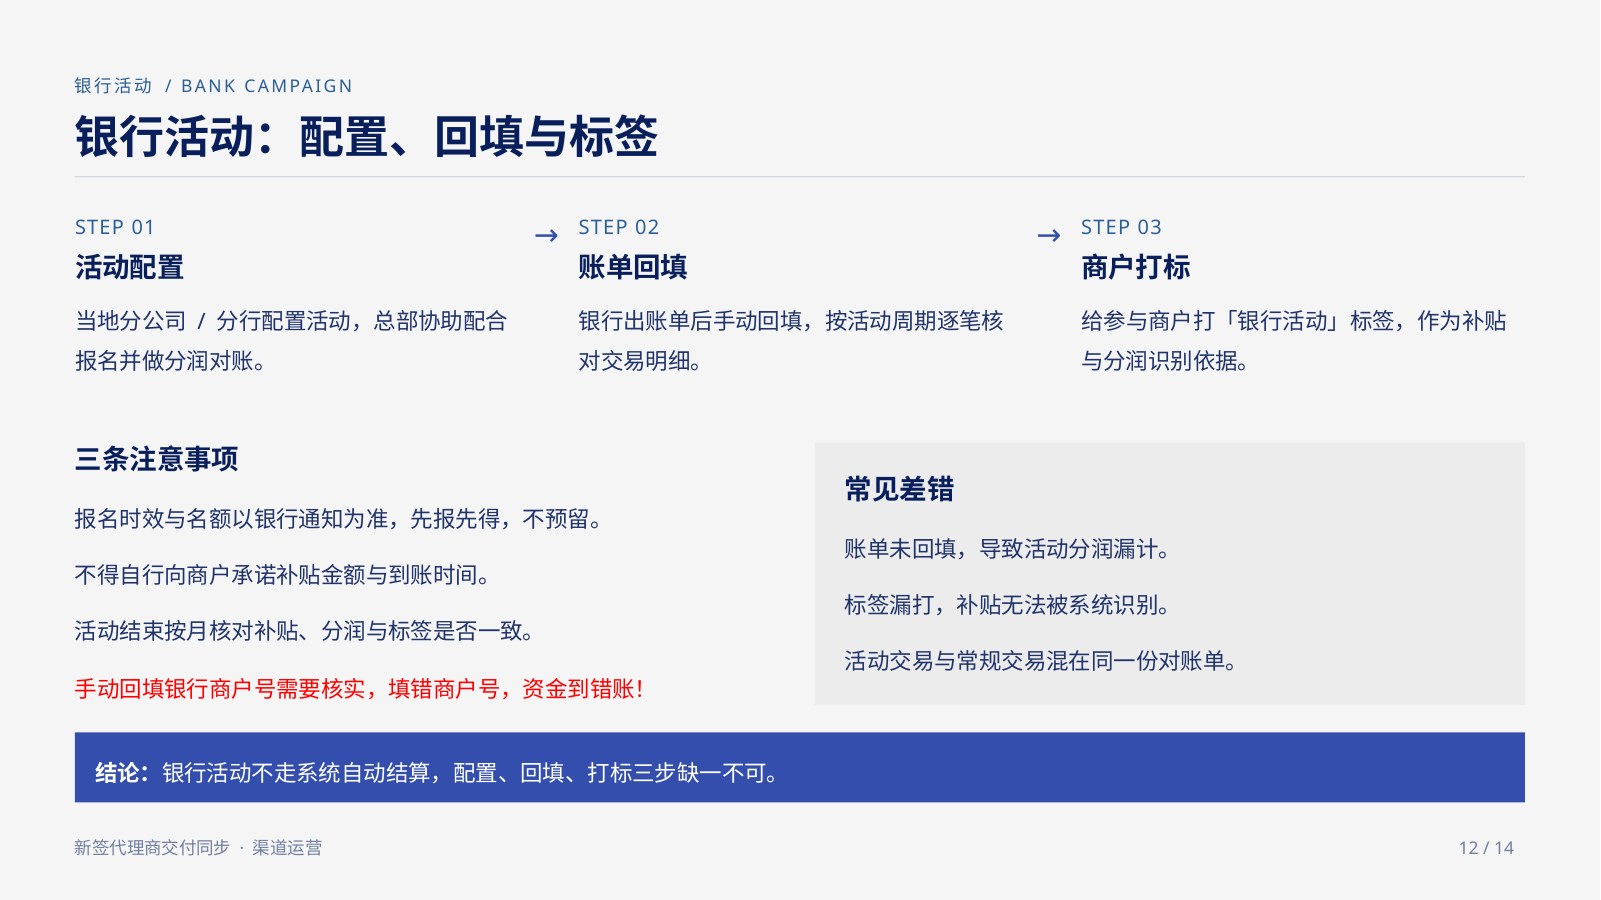 银行活动 / BANK CAMPAIGN
银行活动：配置、回填与标签
STEP 01
活动配置
当地分公司 / 分行配置活动，总部协助配合
报名并做分润对账。
→
STEP 02
账单回填
银行出账单后手动回填，按活动周期逐笔核
对交易明细。
→
STEP 03
商户打标
给参与商户打「银行活动」标签，作为补贴
与分润识别依据。
三条注意事项
报名时效与名额以银行通知为准，先报先得，不预留。
不得自行向商户承诺补贴金额与到账时间。
活动结束按月核对补贴、分润与标签是否一致。
手动回填银行商户号需要核实，填错商户号，资金到错账！
常见差错
账单未回填，导致活动分润漏计。
标签漏打，补贴无法被系统识别。
活动交易与常规交易混在同一份对账单。
结论：银行活动不走系统自动结算，配置、回填、打标三步缺一不可。
新签代理商交付同步 · 渠道运营
12 / 14